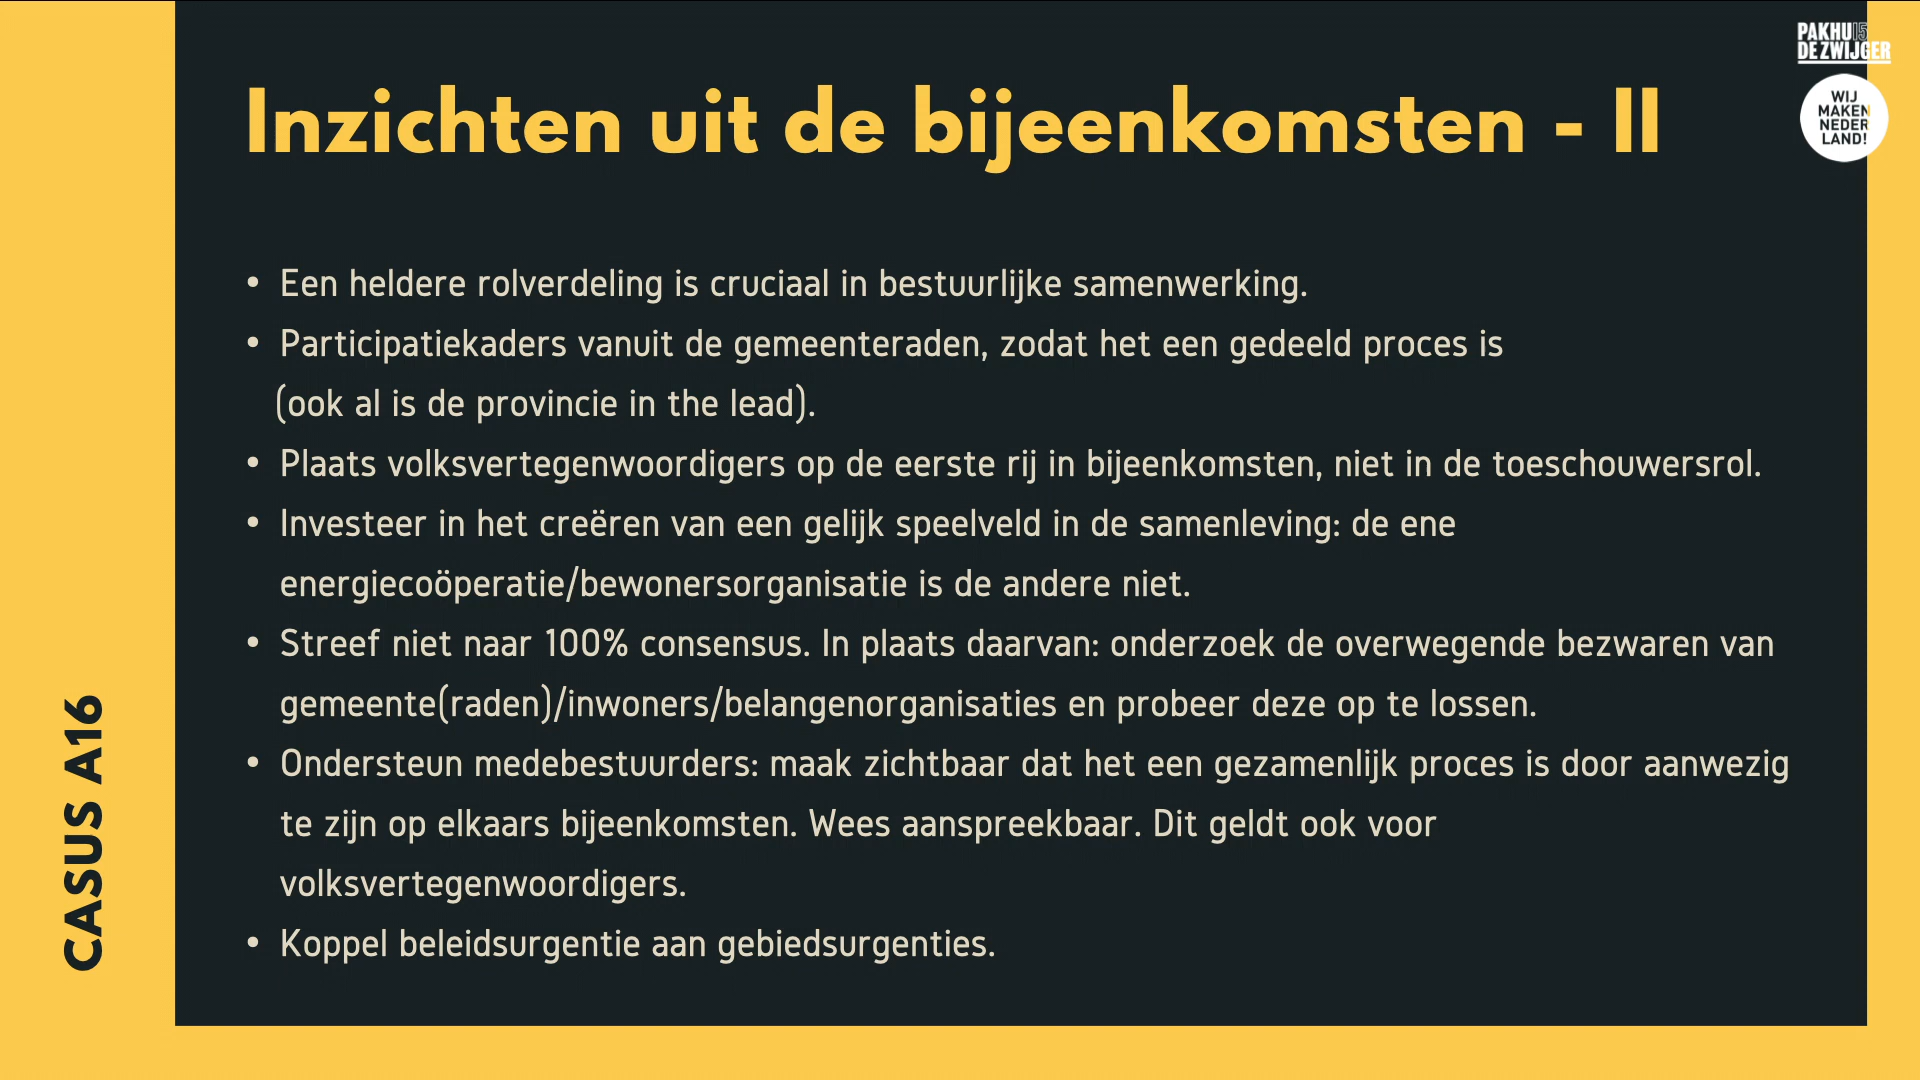 PAKHUIS
DE ZWIJGER
WIJ
MAKEN
NEDER
LAND!
Inzichten uit de bijeenkomsten - II
• Een heldere rolverdeling is cruciaal in bestuurlijke samenwerking.
• Participatiekaders vanuit de gemeenteraden, zodat het een gedeeld proces is
(ook al is de provincie in the lead).
• Plaats volksvertegenwoordigers op de eerste rij in bijeenkomsten, niet in de toeschouwersrol.
• Investeer in het creëren van een gelijk speelveld in de samenleving: de ene
energiecoöperatie/bewonersorganisatie is de andere niet.
• Streef niet naar 100% consensus. In plaats daarvan: onderzoek de overwegende bezwaren van
gemeente(raden)/inwoners/belangenorganisaties en probeer deze op te lossen.
• Ondersteun medebestuurders: maak zichtbaar dat het een gezamenlijk proces is door aanwezig
te zijn op elkaars bijeenkomsten. Wees aanspreekbaar. Dit geldt ook voor
volksvertegenwoordigers.
• Koppel beleidsurgentie aan gebiedsurgenties.
CASUS A16